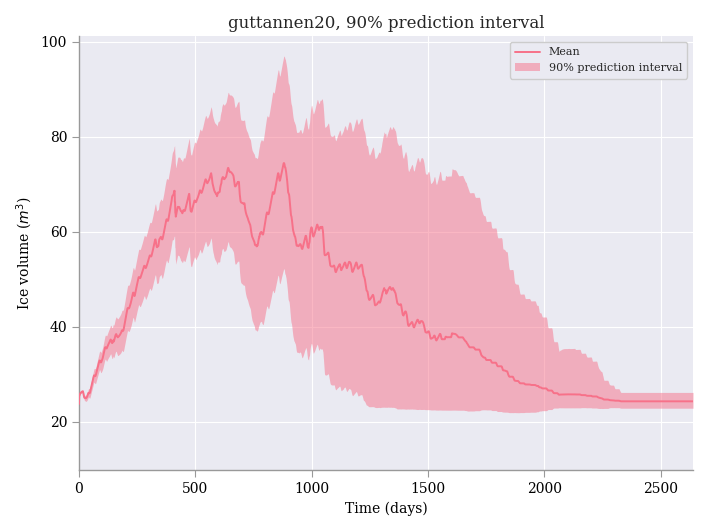 guttannen20, 90% prediction interval
Mean
90% prediction interval
Ice volume (m³)
100
80
60
40
20
0 500 1000 1500 2000 2500
Time (days)